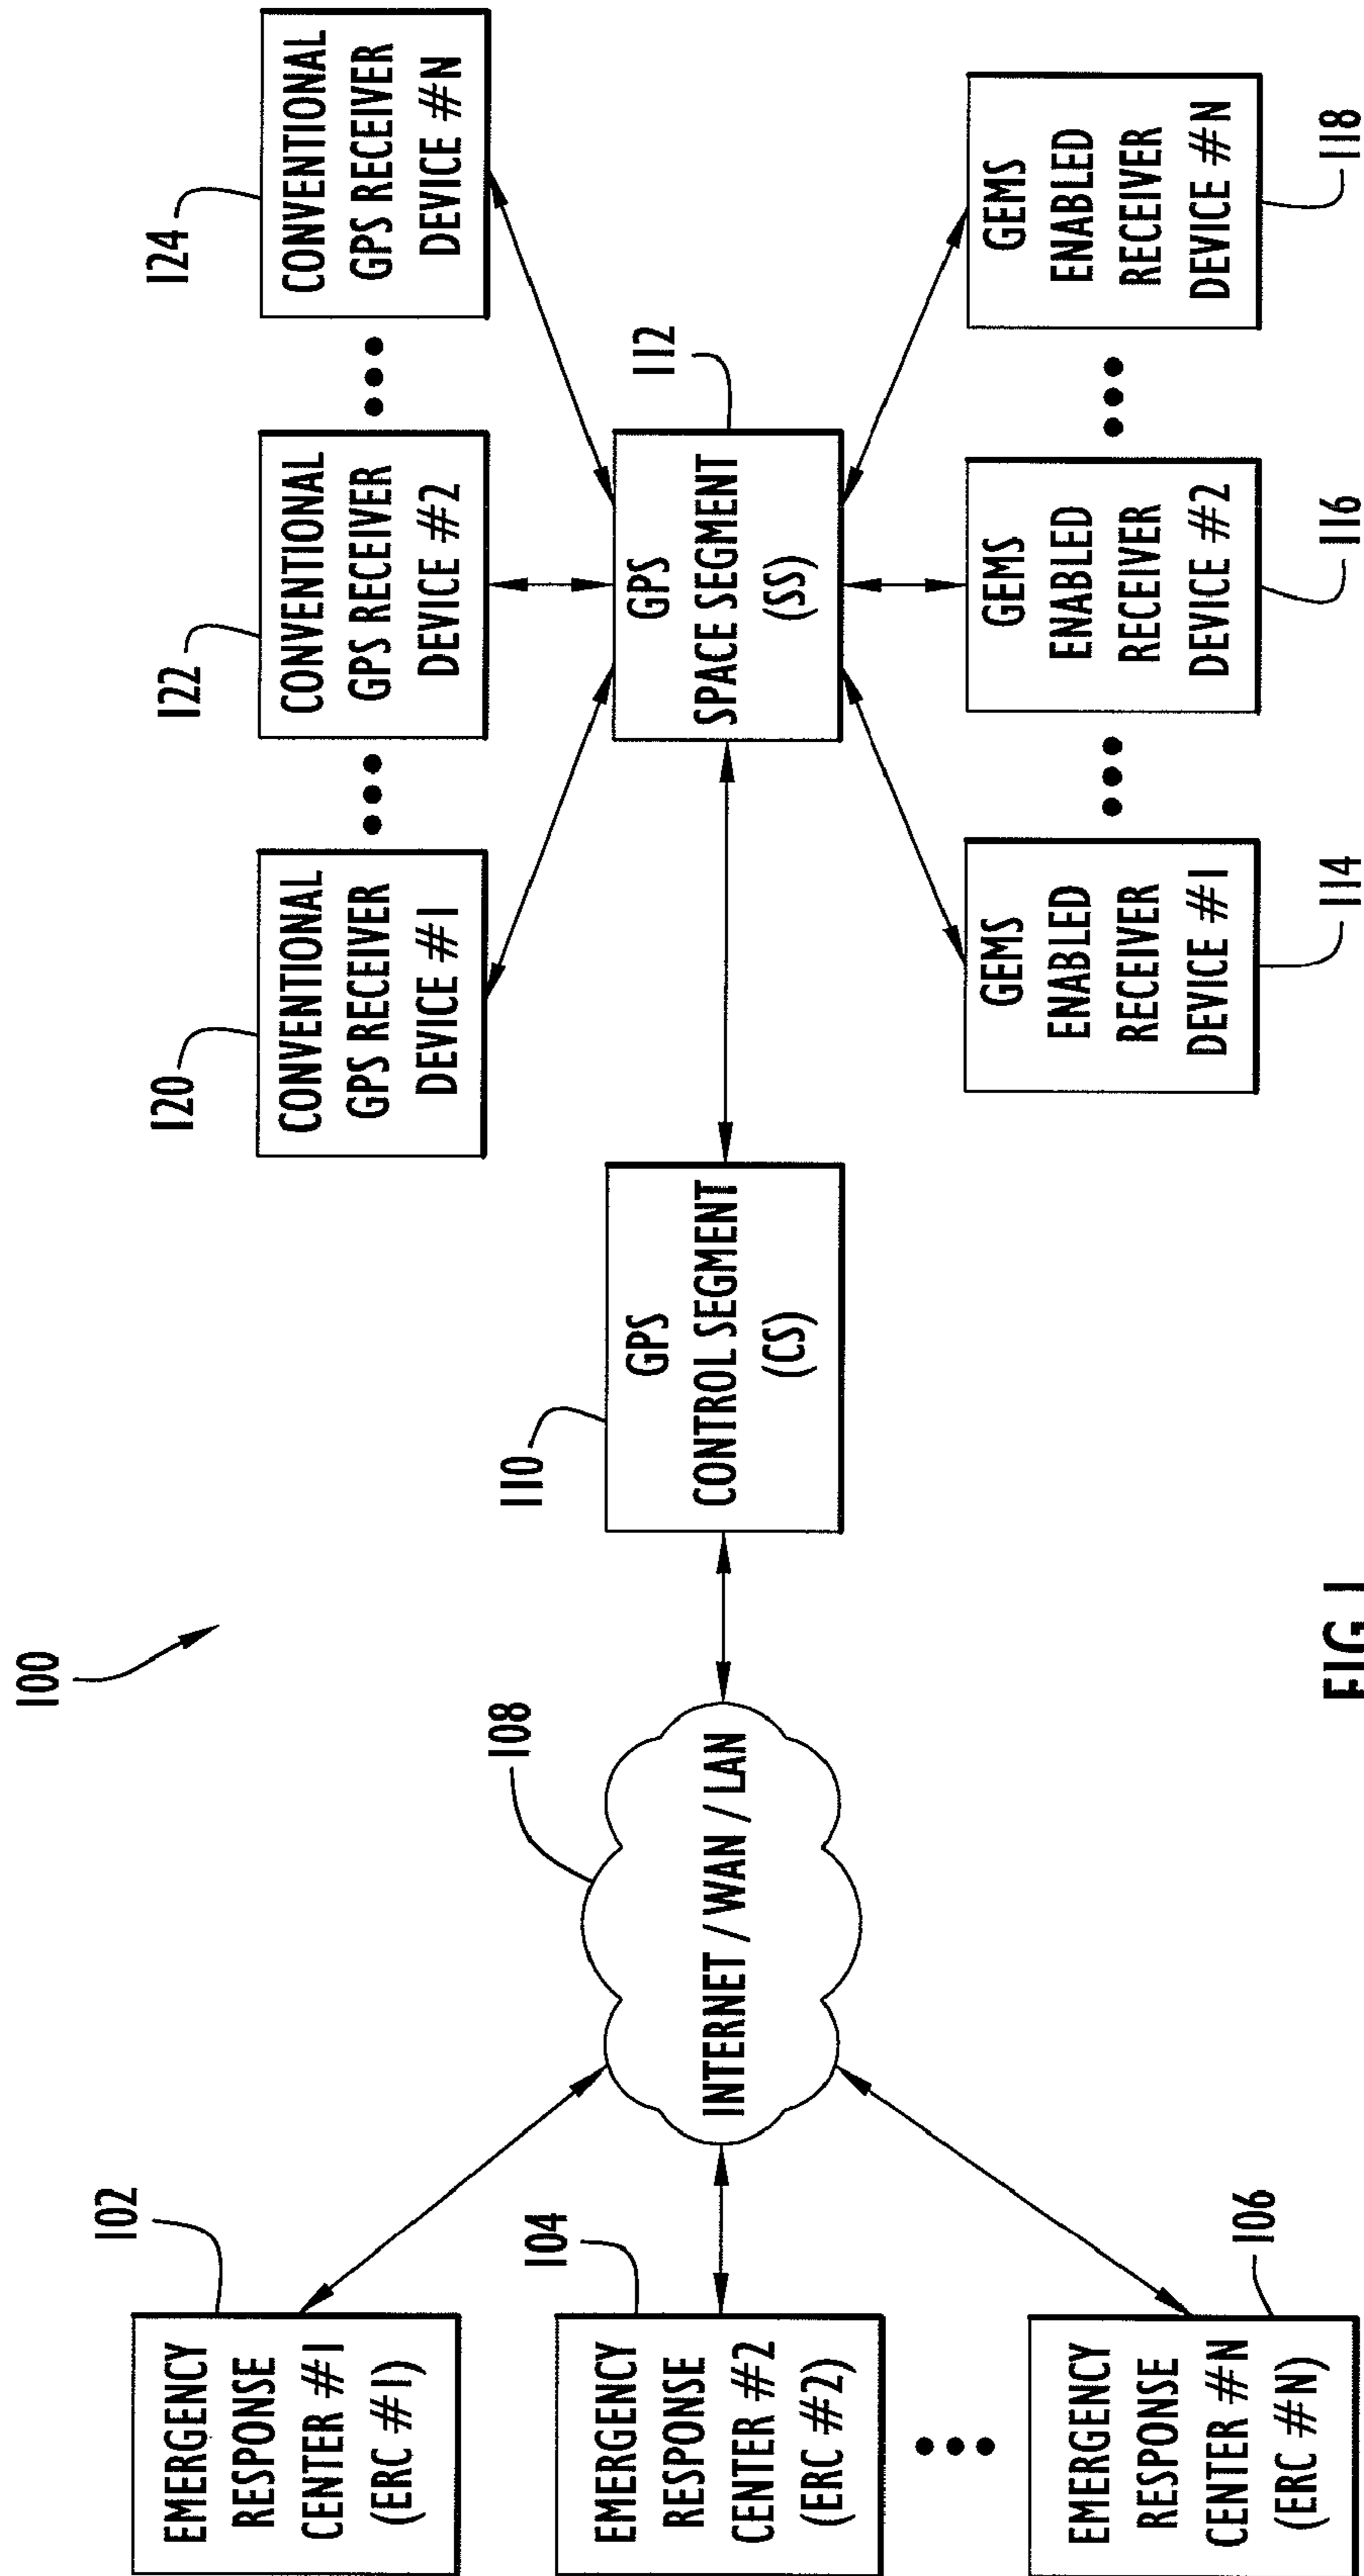 100
102
EMERGENCY
RESPONSE
CENTER #1
(ERC #1)
104
EMERGENCY
RESPONSE
CENTER #2
(ERC #2)
106
EMERGENCY
RESPONSE
CENTER #N
(ERC #N)
108
INTERNET / WAN / LAN
110
GPS
CONTROL SEGMENT
(CS)
112
GPS
SPACE SEGMENT
(SS)
120
CONVENTIONAL
GPS RECEIVER
DEVICE #1
122
CONVENTIONAL
GPS RECEIVER
DEVICE #2
124
CONVENTIONAL
GPS RECEIVER
DEVICE #N
GEMS
ENABLED
RECEIVER
DEVICE #1
114
GEMS
ENABLED
RECEIVER
DEVICE #2
116
GEMS
ENABLED
RECEIVER
DEVICE #N
118
FIG.1